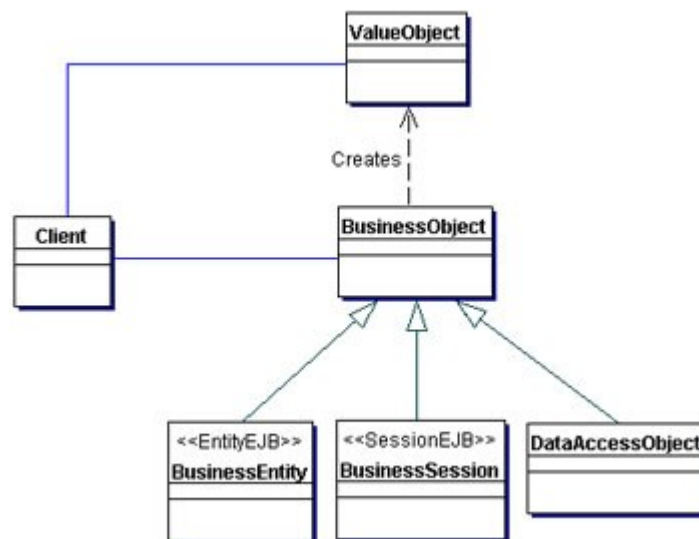 ValueObject
Creates
BusinessObject
Client
<<EntityEJB>>
BusinessEntity
<<SessionEJB>>
BusinessSession
DataAccessObject